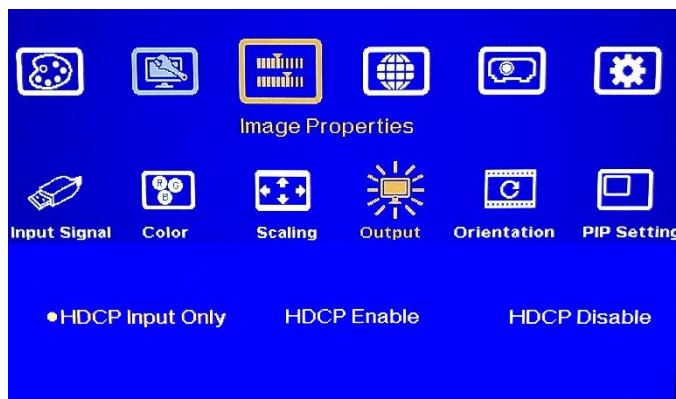 Image Properties
R G B
Input Signal Color Scaling Output Orientation PIP Setting
HDCP Input Only HDCP Enable HDCP Disable